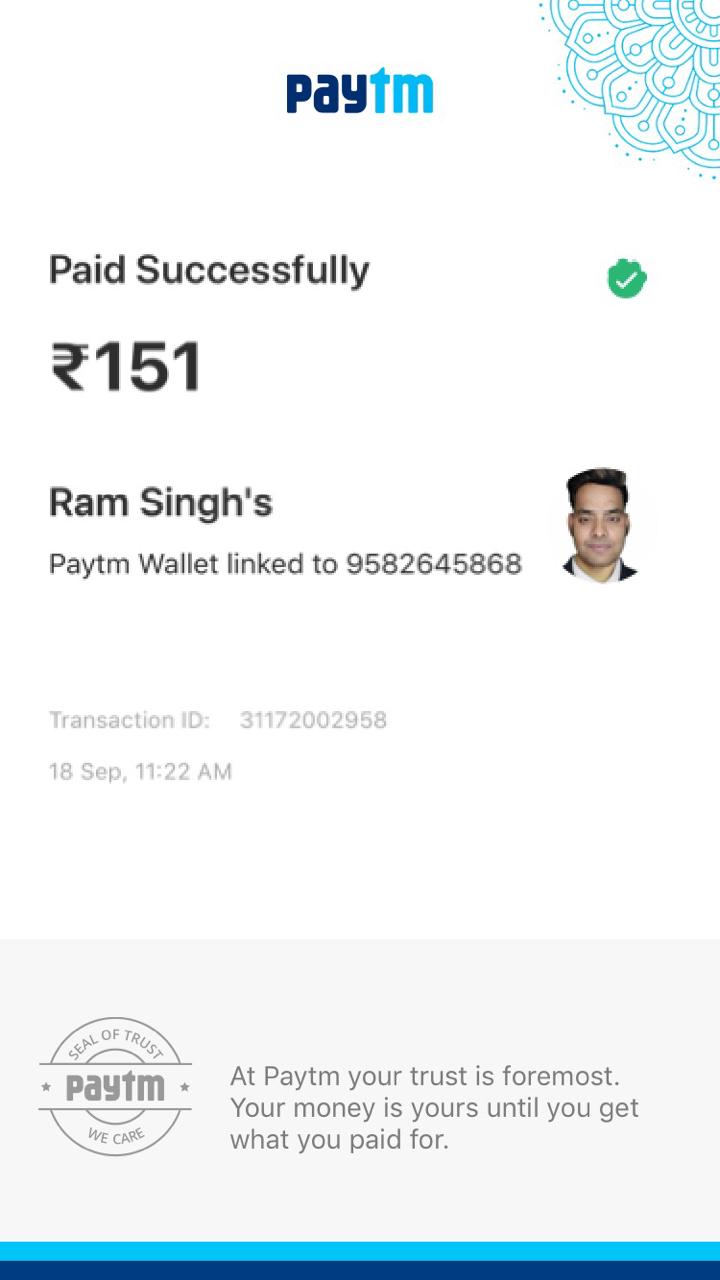 paytm
Paid Successfully
₹151
Ram Singh's
Paytm Wallet linked to 9582645868
Transaction ID: 31172002958
18 Sep, 11:22 AM
SEAL OF TRUST
paytm
WE CARE
At Paytm your trust is foremost.
Your money is yours until you get
what you paid for.